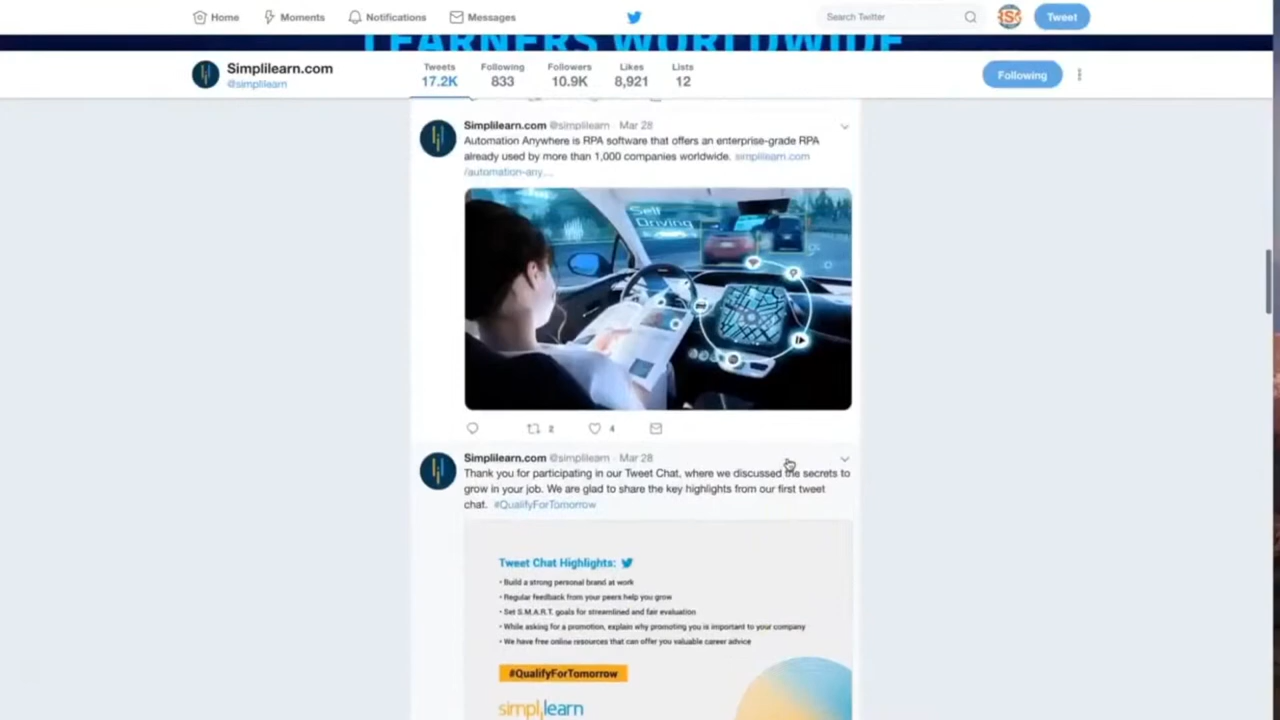 Home
Moments
Notifications
Messages
Search Twitter
Tweet
LEARNERS WORLDWIDE
Simplilearn.com
@simplilearn
Tweets
17.2K
Following
833
Followers
10.9K
Likes
8,921
Lists
12
Following
Simplilearn.com @simplilearn · Mar 28
Automation Anywhere is RPA software that offers an enterprise-grade RPA
already used by more than 1,000 companies worldwide. simplilearn.com
/automation-any...
Self
Driving
2
4
Simplilearn.com @simplilearn · Mar 28
Thank you for participating in our Tweet Chat, where we discussed the secrets to
grow in your job. We are glad to share the key highlights from our first tweet
chat. #QualifyForTomorrow
Tweet Chat Highlights:
• Build a strong personal brand at work
• Regular feedback from your peers help you grow
• Set S.M.A.R.T. goals for streamlined and fair evaluation
• While asking for a promotion, explain why promoting you is important to your company
• We have free online resources that can offer you valuable career advice
#QualifyForTomorrow
simplilearn